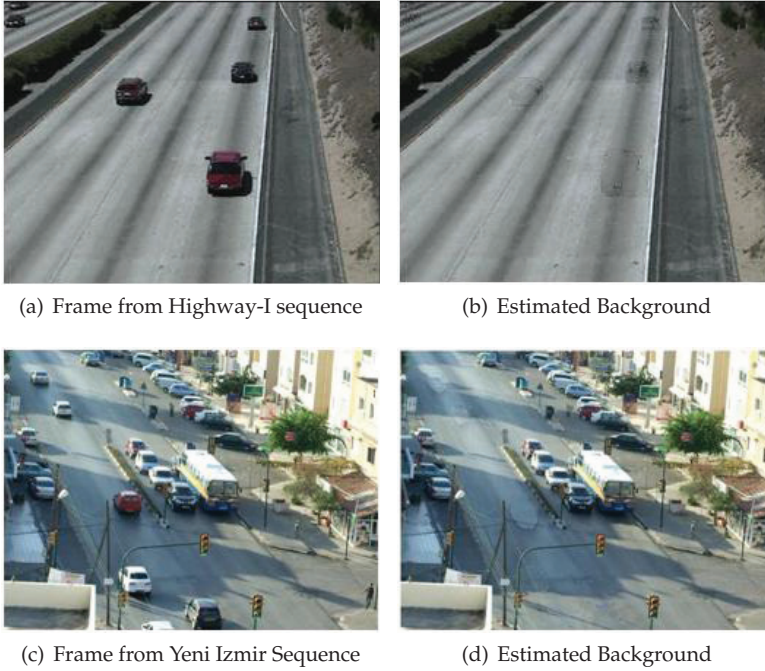 (a) Frame from Highway-I sequence
(b) Estimated Background
(c) Frame from Yeni Izmir Sequence
(d) Estimated Background